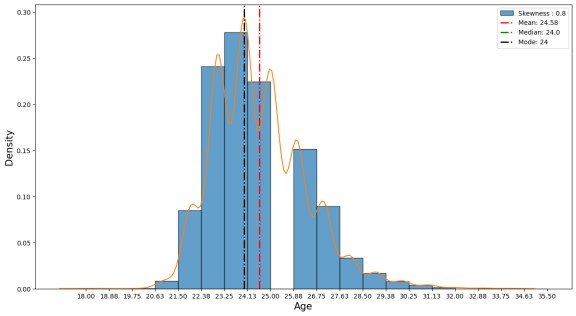 Skewness : 0.8
Mean: 24.58
Median: 24.0
Mode: 24
0.30
0.25
0.20
0.15
0.10
0.05
0.00
Density
18.00 18.88 19.75 20.63 21.50 22.38 23.25 24.13 25.00 25.88 26.75 27.63 28.50 29.38 30.25 31.13 32.00 32.88 33.75 34.63 35.50
Age